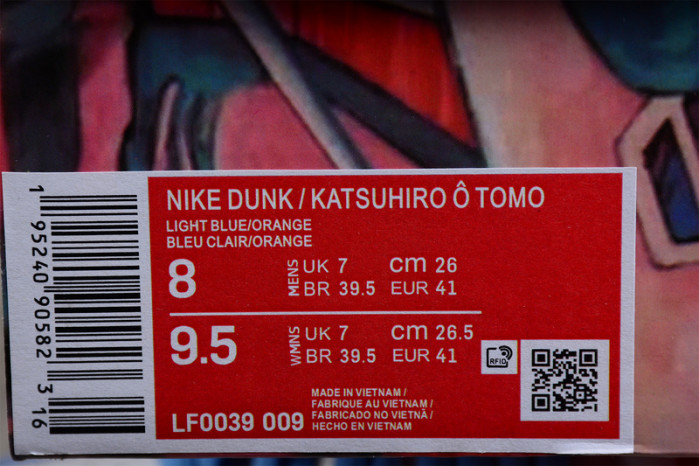 NIKE DUNK / KATSUHIRO Ô TOMO
LIGHT BLUE/ORANGE
BLEU CLAIR/ORANGE
8 MENS UK 7 cm 26
BR 39.5 EUR 41
9.5 WMNS UK 7 cm 26.5
BR 39.5 EUR 41
RFID
LF0039 009
MADE IN VIETNAM /
FABRIQUE AU VIETNAM /
FABRICADO NO VIETNÃ /
HECHO EN VIETNAM
1 95240 90582 3 16